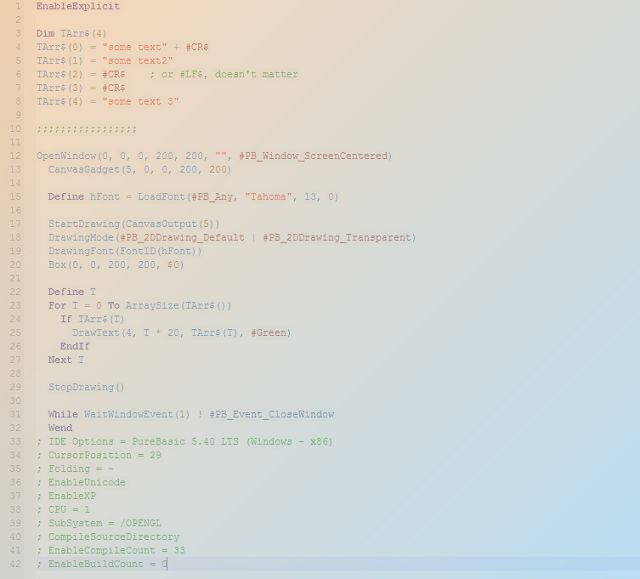 1 EnableExplicit
2
3 Dim TArr$(4)
4 TArr$(0) = "some text" + #CR$
5 TArr$(1) = "some text2"
6 TArr$(2) = #CR$    ; or #LF$, doesn't matter
7 TArr$(3) = #CR$
8 TArr$(4) = "some text 3"
9
10 ;;;;;;;;;;;;;;;;;
11
12 OpenWindow(0, 0, 0, 200, 200, "", #PB_Window_ScreenCentered)
13   CanvasGadget(5, 0, 0, 200, 200)
14
15   Define hFont = LoadFont(#PB_Any, "Tahoma", 13, 0)
16
17   StartDrawing(CanvasOutput(5))
18   DrawingMode(#PB_2DDrawing_Default | #PB_2DDrawing_Transparent)
19   DrawingFont(FontID(hFont))
20   Box(0, 0, 200, 200, $0)
21
22   Define T
23   For T = 0 To ArraySize(TArr$())
24     If TArr$(T)
25       DrawText(4, T * 20, TArr$(T), #Green)
26     EndIf
27   Next T
28
29   StopDrawing()
30
31   While WaitWindowEvent(1) ! #PB_Event_CloseWindow
32   Wend
33 ; IDE Options = PureBasic 5.40 LTS (Windows - x86)
34 ; CursorPosition = 29
35 ; Folding = -
36 ; EnableUnicode
37 ; EnableXP
38 ; CPU = 1
39 ; SubSystem = /OPENGL
40 ; CompileSourceDirectory
41 ; EnableCompileCount = 33
42 ; EnableBuildCount = 0